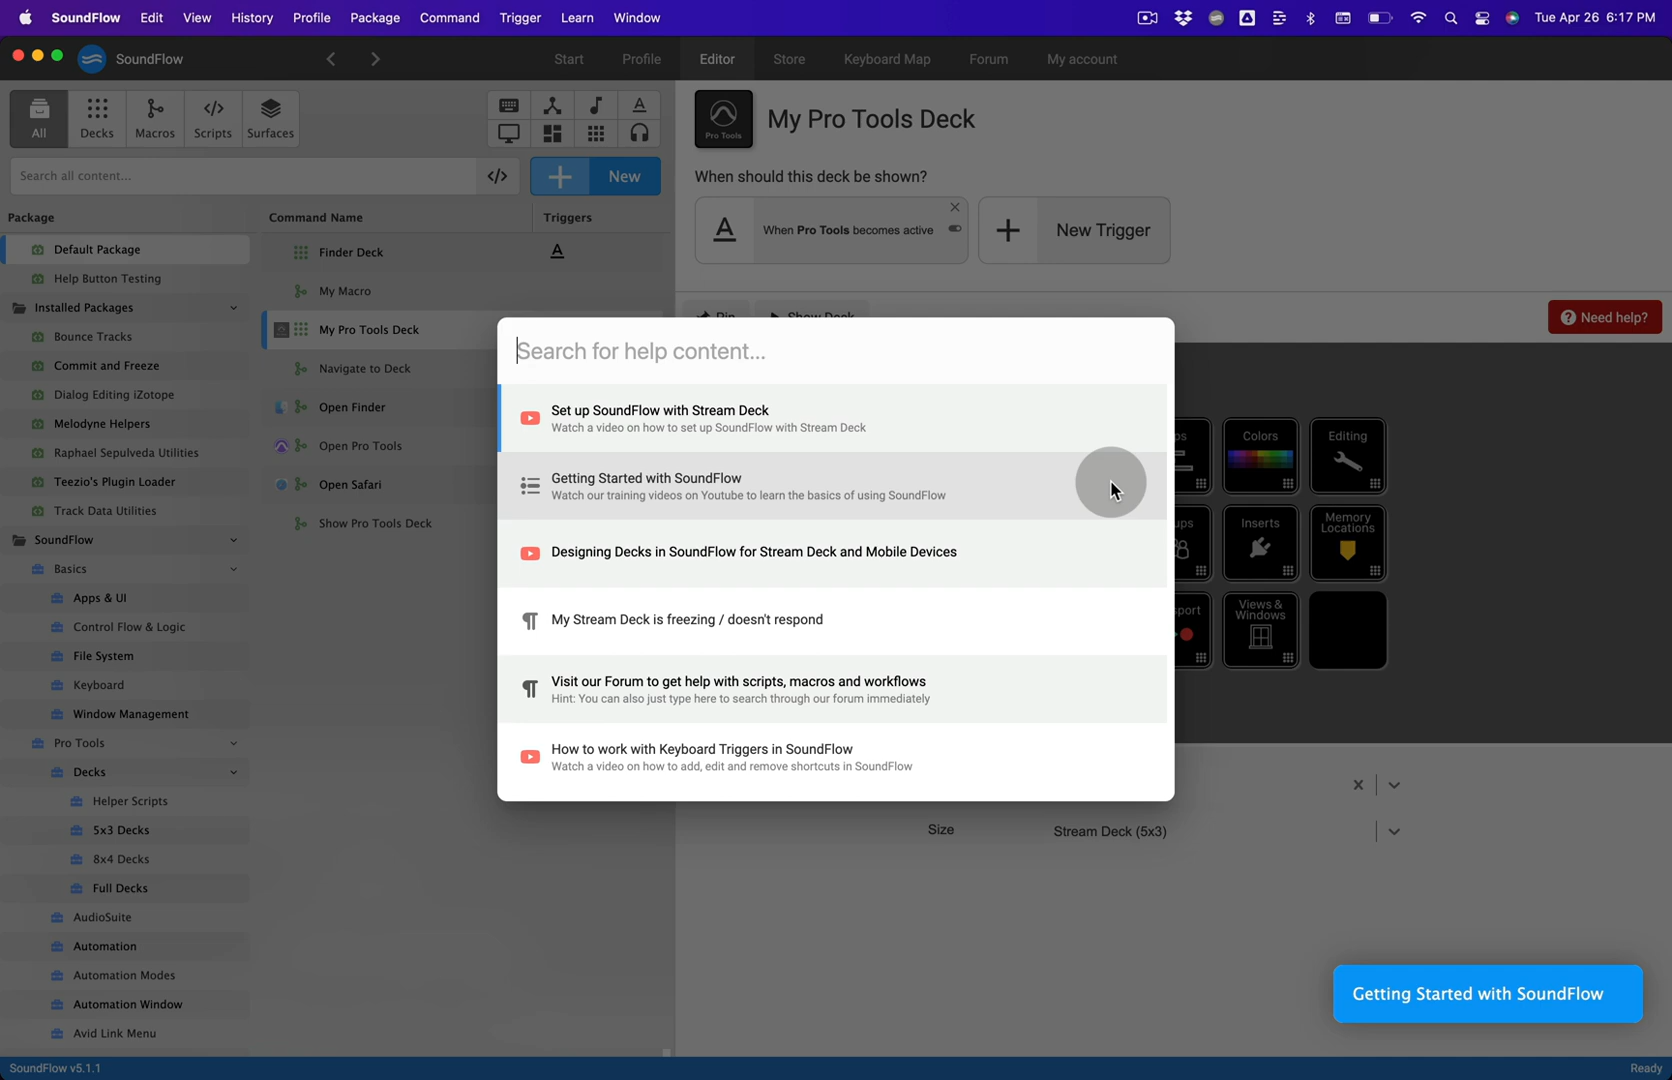 SoundFlow Edit View History Profile Package Command Trigger Learn Window Tue Apr 26 6:17 PM
SoundFlow Start Profile Editor Store Keyboard Map Forum My account
All Decks Macros Scripts Surfaces
Search all content...
New
Package Command Name Triggers
Default Package
Help Button Testing
Installed Packages
Bounce Tracks
Commit and Freeze
Dialog Editing iZotope
Melodyne Helpers
Raphael Sepulveda Utilities
Teezio's Plugin Loader
Track Data Utilities
SoundFlow
Basics
Apps & UI
Control Flow & Logic
File System
Keyboard
Window Management
Pro Tools
Decks
Helper Scripts
5x3 Decks
8x4 Decks
Full Decks
AudioSuite
Automation
Automation Modes
Automation Window
Avid Link Menu
Finder Deck
My Macro
My Pro Tools Deck
Navigate to Deck
Open Finder
Open Pro Tools
Open Safari
Show Pro Tools Deck
Pro Tools
My Pro Tools Deck
When should this deck be shown?
When Pro Tools becomes active
New Trigger
Pin Show Deck
Need help?
Search for help content...
Set up SoundFlow with Stream Deck
Watch a video on how to set up SoundFlow with Stream Deck
Getting Started with SoundFlow
Watch our training videos on Youtube to learn the basics of using SoundFlow
Designing Decks in SoundFlow for Stream Deck and Mobile Devices
My Stream Deck is freezing / doesn't respond
Visit our Forum to get help with scripts, macros and workflows
Hint: You can also just type here to search through our forum immediately
How to work with Keyboard Triggers in SoundFlow
Watch a video on how to add, edit and remove shortcuts in SoundFlow
Colors Editing
Inserts Memory
Locations
Views &
Windows
Size Stream Deck (5x3)
Getting Started with SoundFlow
SoundFlow v5.1.1 Ready